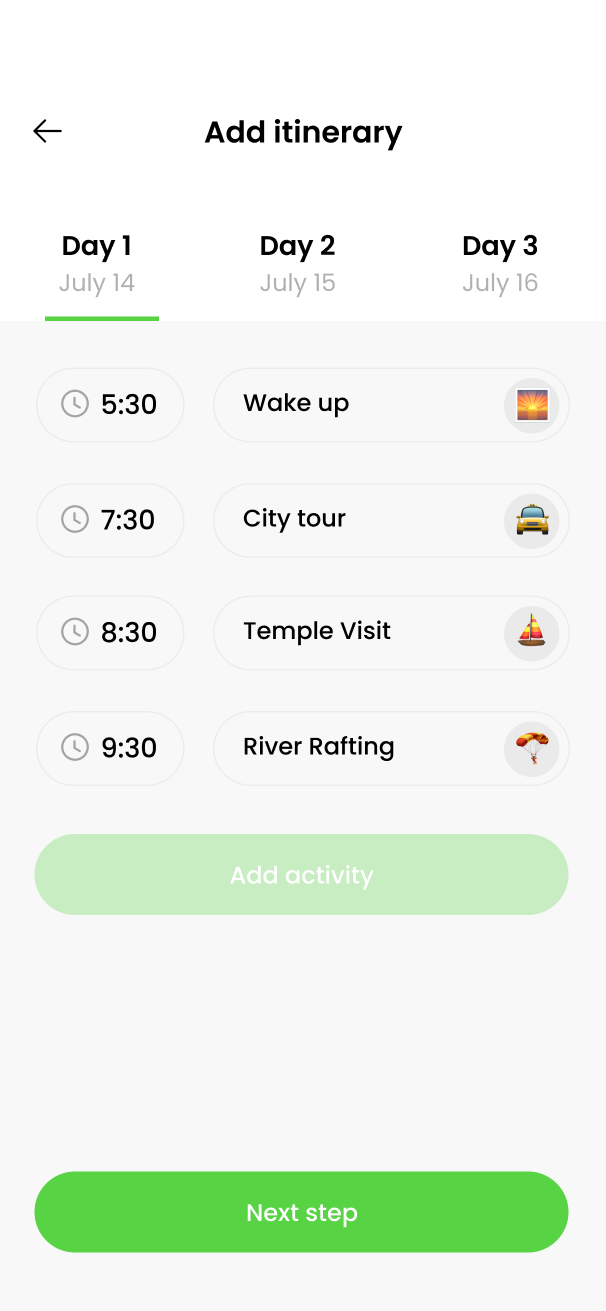 Add itinerary
Day 1 Day 2 Day 3
July 14 July 15 July 16
5:30 Wake up
7:30 City tour
8:30 Temple Visit
9:30 River Rafting
Add activity
Next step